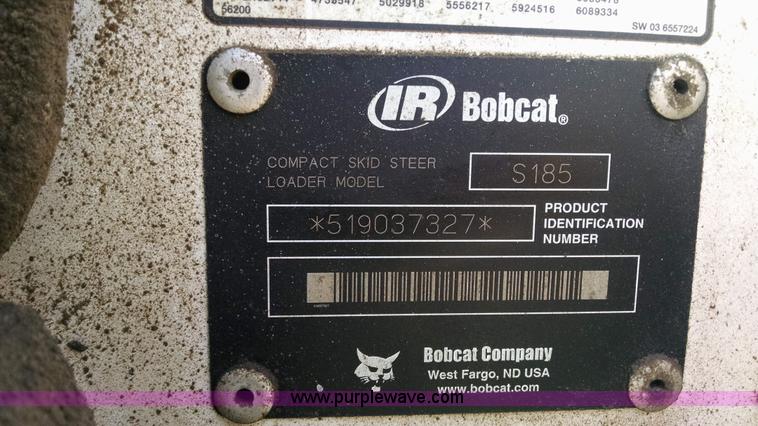 4739547 5029918 5556217 5924516
56200 6089334
SW 03 6557224
IR Bobcat®
COMPACT SKID STEER
LOADER MODEL
S185
*519037327*
PRODUCT
IDENTIFICATION
NUMBER
Bobcat Company
West Fargo, ND USA
www.bobcat.com
www.purplewave.com